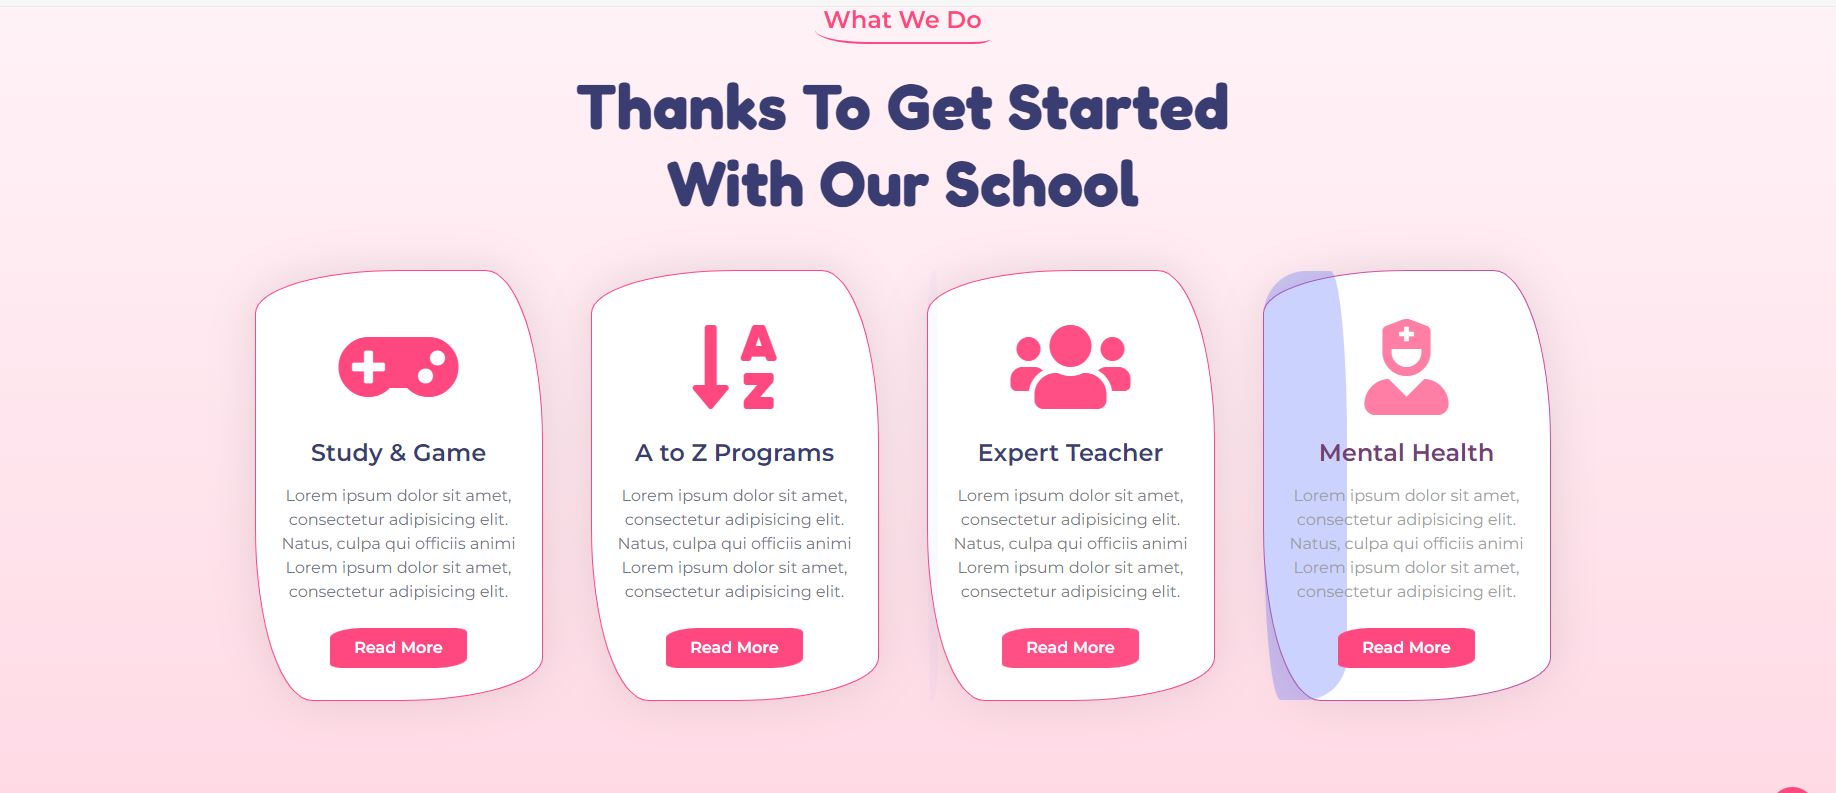 What We Do
Thanks To Get Started
With Our School
A
Z
Study & Game
Lorem ipsum dolor sit amet,
consectetur adipisicing elit.
Natus, culpa qui officiis animi
Lorem ipsum dolor sit amet,
consectetur adipisicing elit.
Read More
A to Z Programs
Lorem ipsum dolor sit amet,
consectetur adipisicing elit.
Natus, culpa qui officiis animi
Lorem ipsum dolor sit amet,
consectetur adipisicing elit.
Read More
Expert Teacher
Lorem ipsum dolor sit amet,
consectetur adipisicing elit.
Natus, culpa qui officiis animi
Lorem ipsum dolor sit amet,
consectetur adipisicing elit.
Read More
Mental Health
Lorem ipsum dolor sit amet,
consectetur adipisicing elit.
Natus, culpa qui officiis animi
Lorem ipsum dolor sit amet,
consectetur adipisicing elit.
Read More